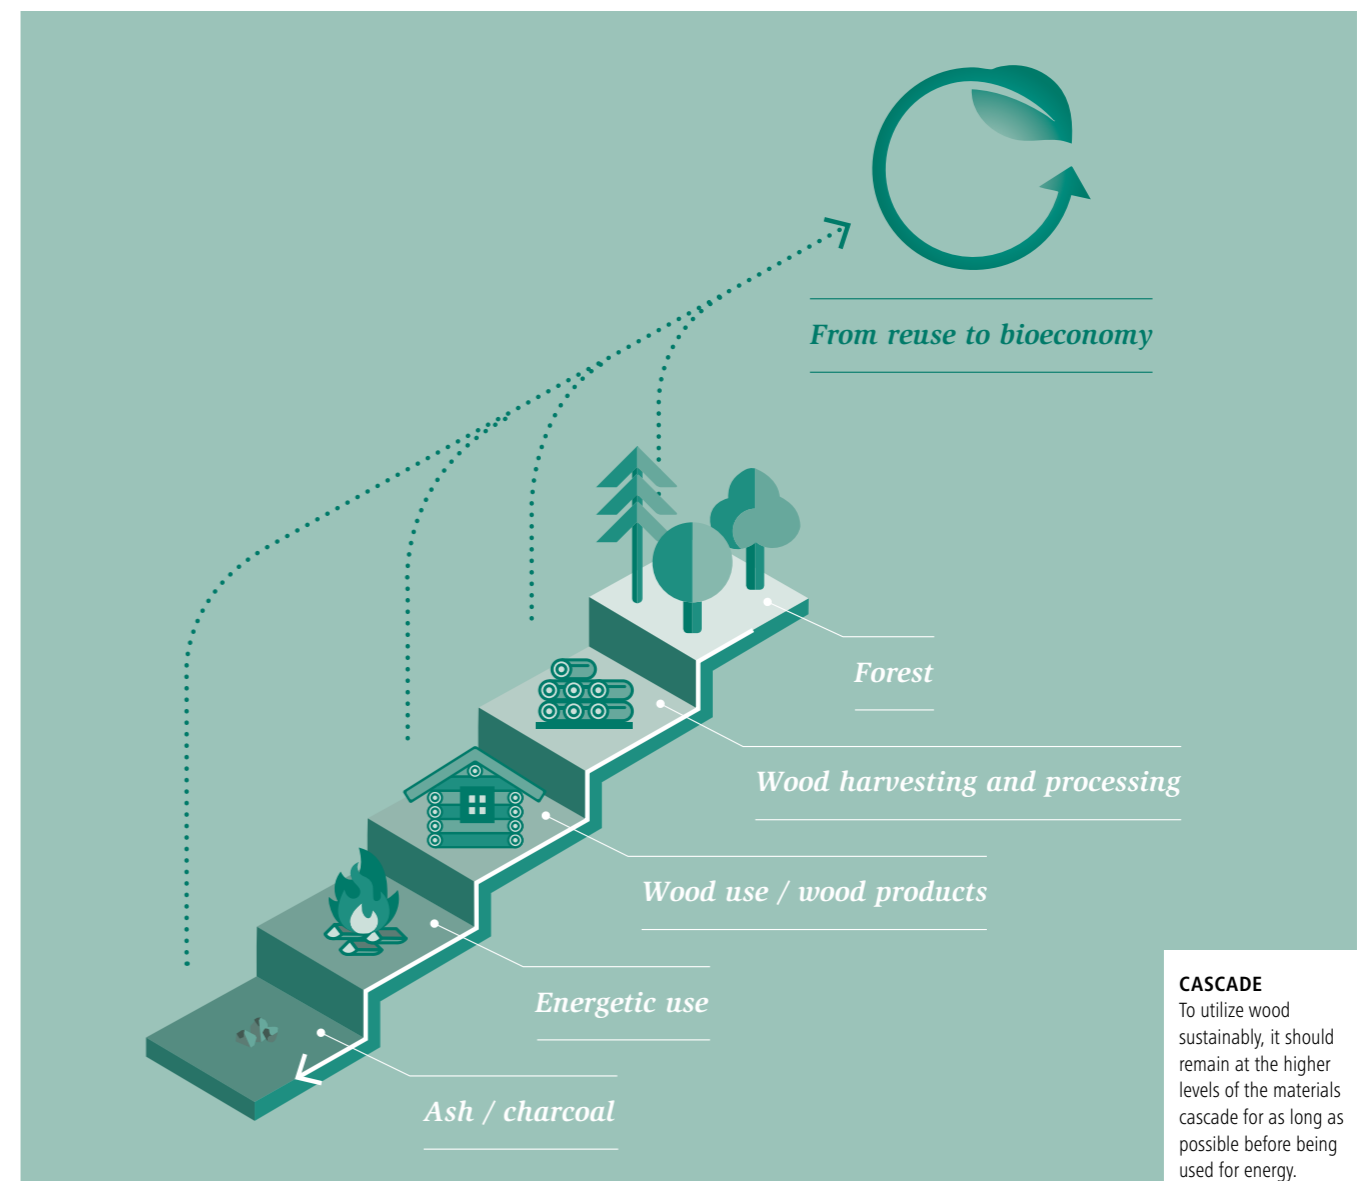 From reuse to bioeconomy
Forest
Wood harvesting and processing
Wood use / wood products
Energetic use
Ash / charcoal
CASCADE
To utilize wood
sustainably, it should
remain at the higher
levels of the materials
cascade for as long as
possible before being
used for energy.